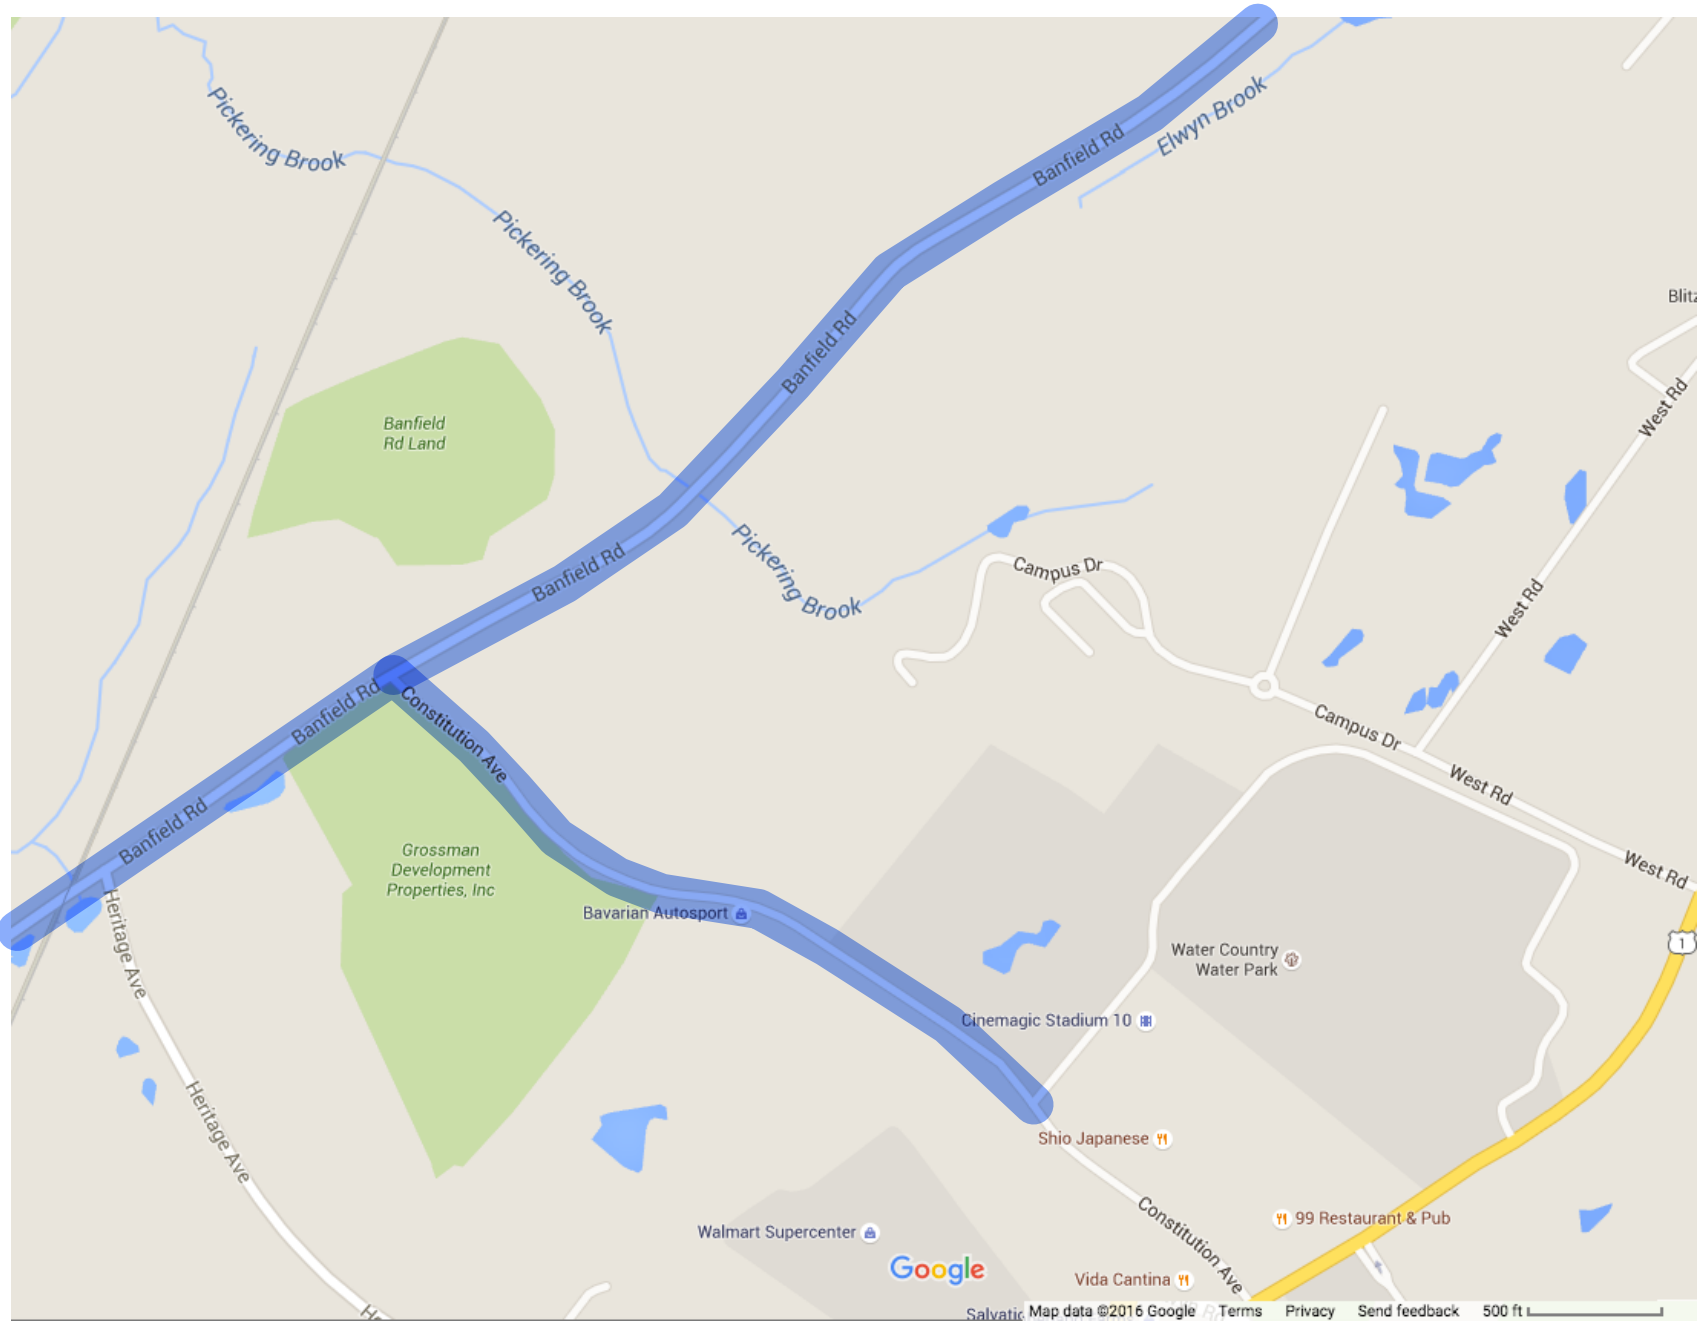 Pickering Brook
Elwyn Brook
Banfield Rd
Pickering Brook
Blitz
Banfield Rd
West Rd
Banfield
Rd Land
Pickering Brook
Banfield Rd
Campus Dr
West Rd
Banfield Rd
Constitution Ave
Campus Dr
West Rd
Banfield Rd
West Rd
Grossman
Development
Properties, Inc
Bavarian Autosport
Heritage Ave
Water Country
Water Park
1
Cinemagic Stadium 10
Heritage Ave
Shio Japanese
Constitution Ave
99 Restaurant & Pub
Walmart Supercenter
Google
Vida Cantina
He
Salvatio
Map data ©2016 Google Terms Privacy Send feedback 500 ft